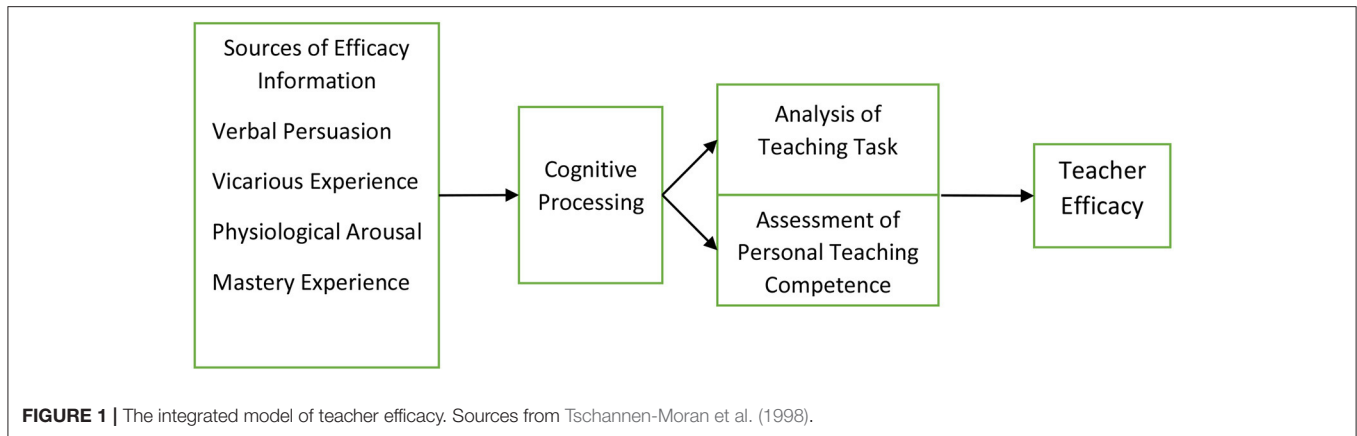 Sources of Efficacy
Information
Verbal Persuasion
Vicarious Experience
Physiological Arousal
Mastery Experience
Cognitive
Processing
Analysis of
Teaching Task
Assessment of
Personal Teaching
Competence
Teacher
Efficacy
FIGURE 1 | The integrated model of teacher efficacy. Sources from Tschannen-Moran et al. (1998).